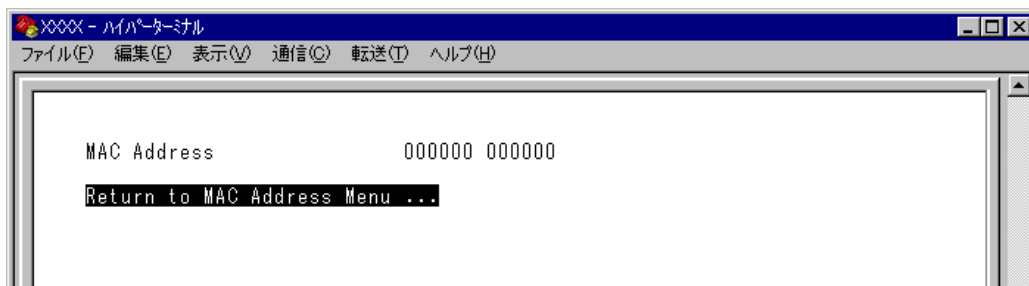 XXXX - ﾊｲﾊﾟｰﾀｰﾐﾅﾙ
ファイル(F) 編集(E) 表示(V) 通信(C) 転送(T) ヘルプ(H)
MAC Address 000000 000000
Return to MAC Address Menu ...